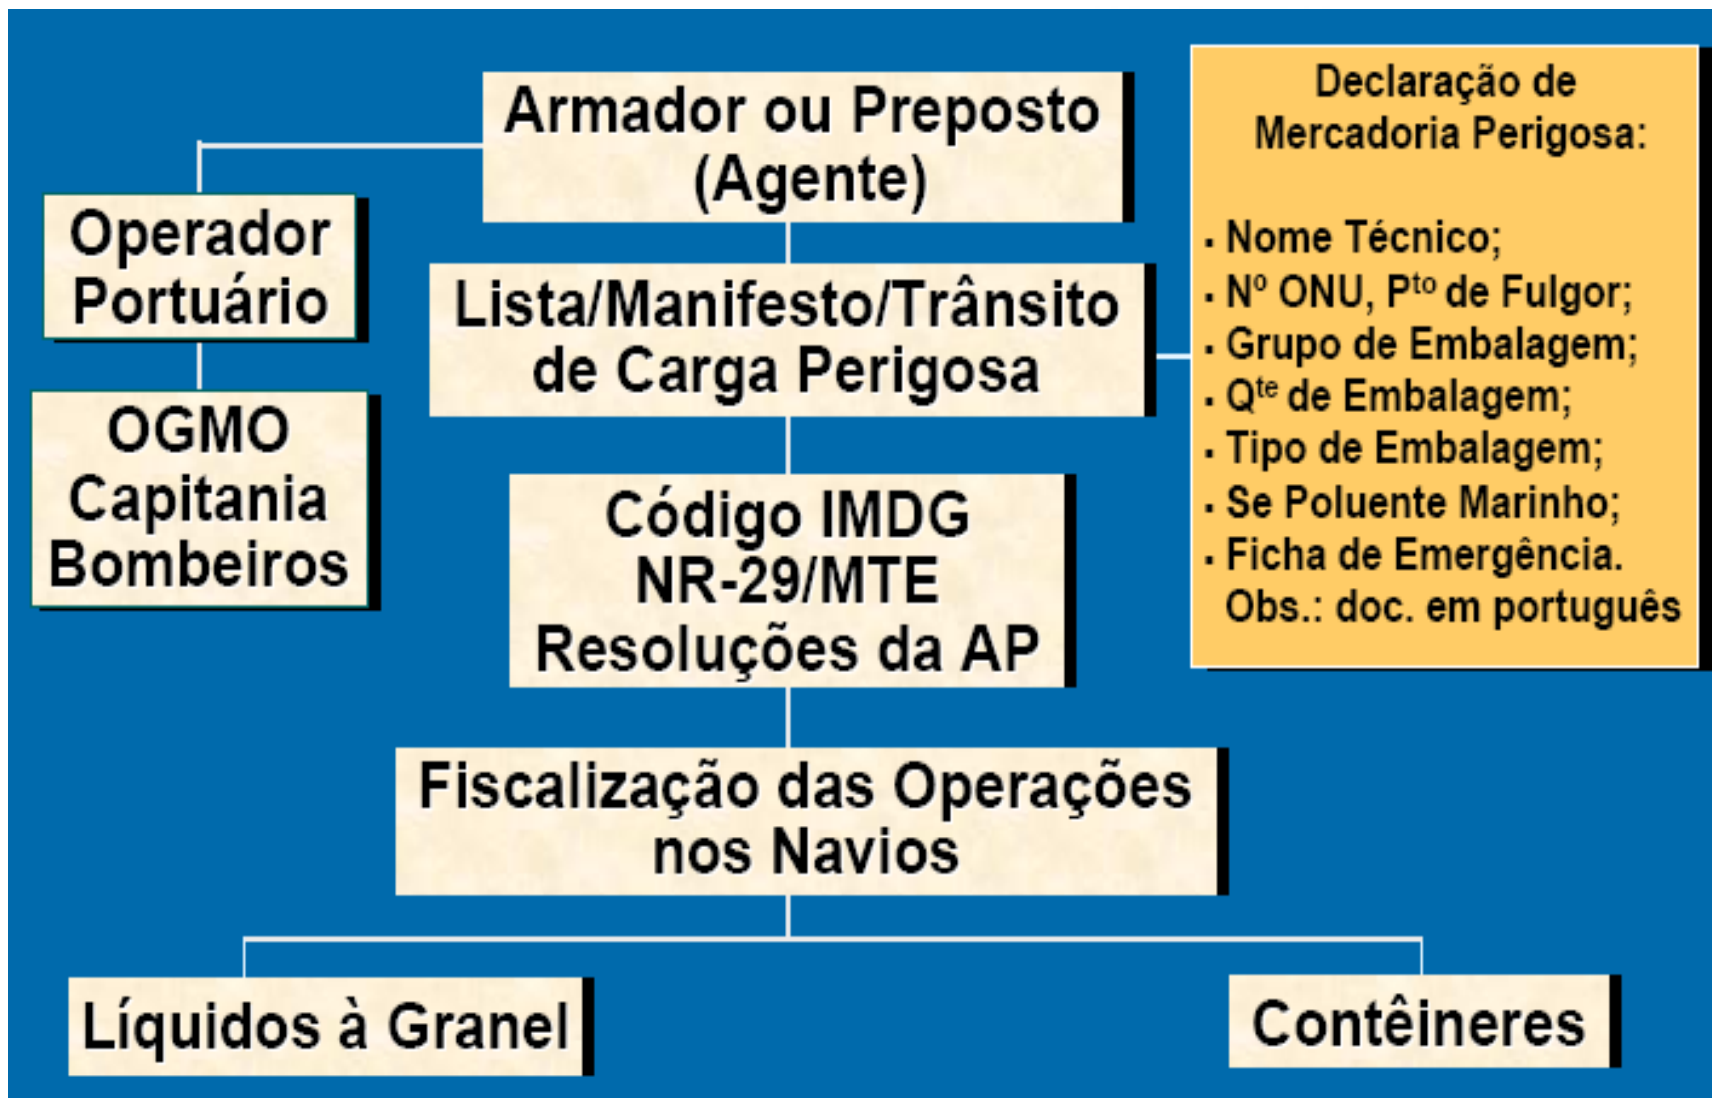 Armador ou Preposto
(Agente)
Operador
Portuário
OGMO
Capitania
Bombeiros
Lista/Manifesto/Trânsito
de Carga Perigosa
Código IMDG
NR-29/MTE
Resoluções da AP
Fiscalização das Operações
nos Navios
Líquidos à Granel
Contêineres
Declaração de
Mercadoria Perigosa:
▪ Nome Técnico;
▪ Nº ONU, Pᵗᵒ de Fulgor;
▪ Grupo de Embalagem;
▪ Qᵗᵉ de Embalagem;
▪ Tipo de Embalagem;
▪ Se Poluente Marinho;
▪ Ficha de Emergência.
Obs.: doc. em português